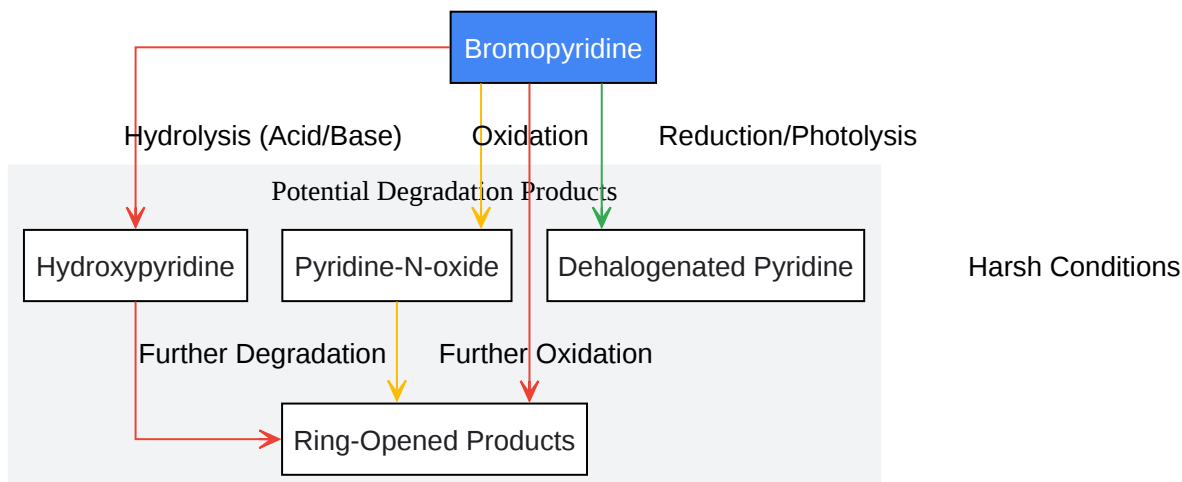 Bromopyridine
Hydrolysis (Acid/Base)
Oxidation
Reduction/Photolysis
Potential Degradation Products
Hydroxypyridine
Pyridine-N-oxide
Dehalogenated Pyridine
Harsh Conditions
Further Degradation
Further Oxidation
Ring-Opened Products